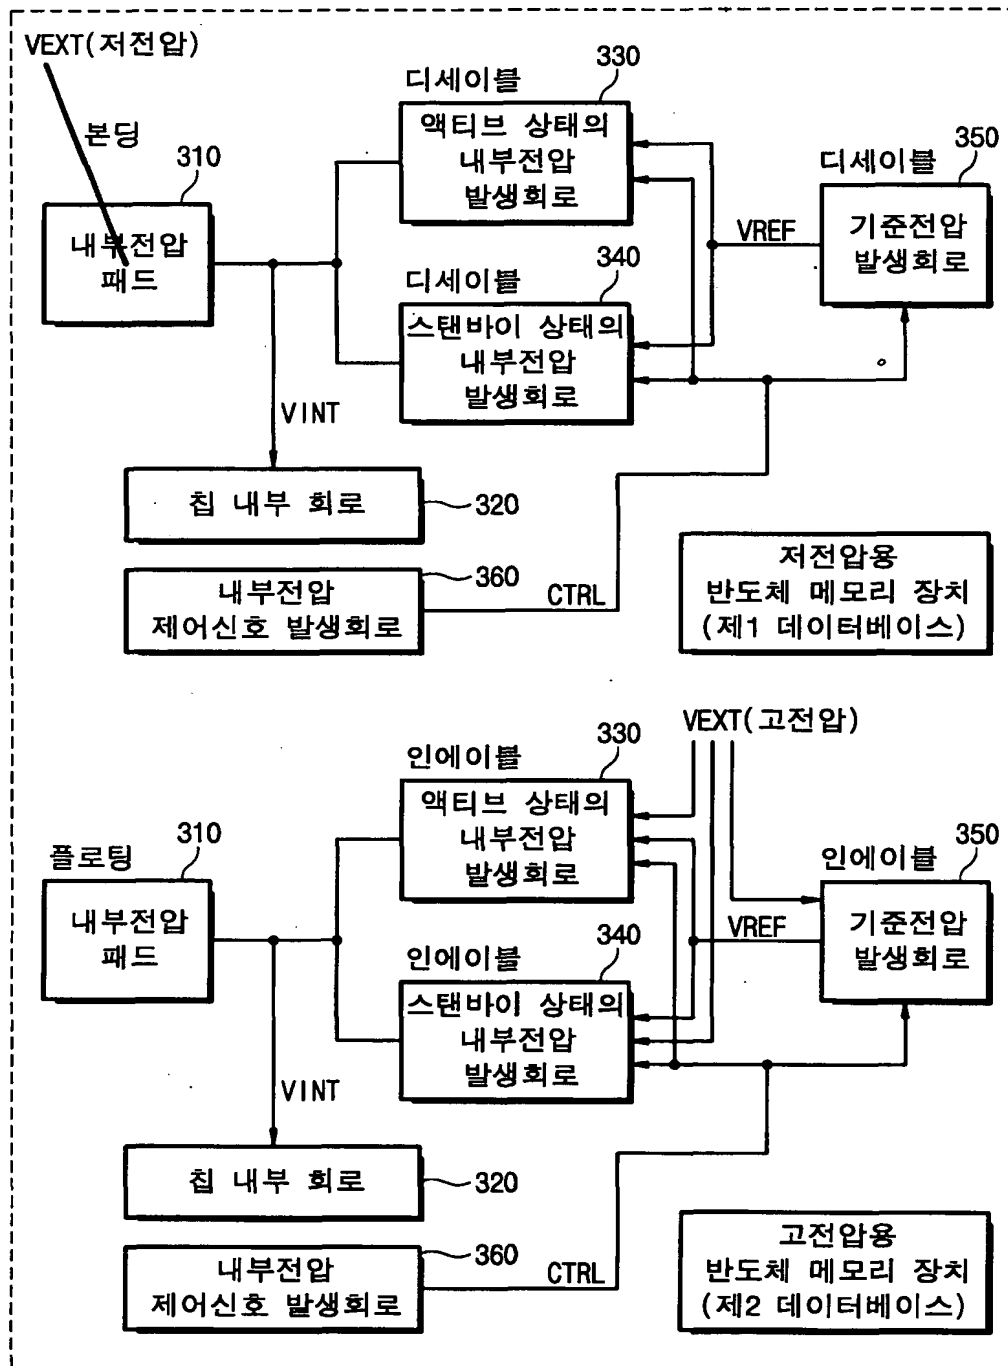 VEXT(저전압)
본딩
310
내부전압
패드
디세이블
330
액티브 상태의
내부전압
발생회로
디세이블
340
스탠바이 상태의
내부전압
발생회로
VREF
디세이블
350
기준전압
발생회로
VINT
칩 내부 회로
320
내부전압
제어신호 발생회로
360
CTRL
저전압용
반도체 메모리 장치
(제1 데이터베이스)
VEXT(고전압)
플로팅
310
내부전압
패드
인에이블
330
액티브 상태의
내부전압
발생회로
인에이블
340
스탠바이 상태의
내부전압
발생회로
VREF
인에이블
350
기준전압
발생회로
VINT
칩 내부 회로
320
내부전압
제어신호 발생회로
360
CTRL
고전압용
반도체 메모리 장치
(제2 데이터베이스)